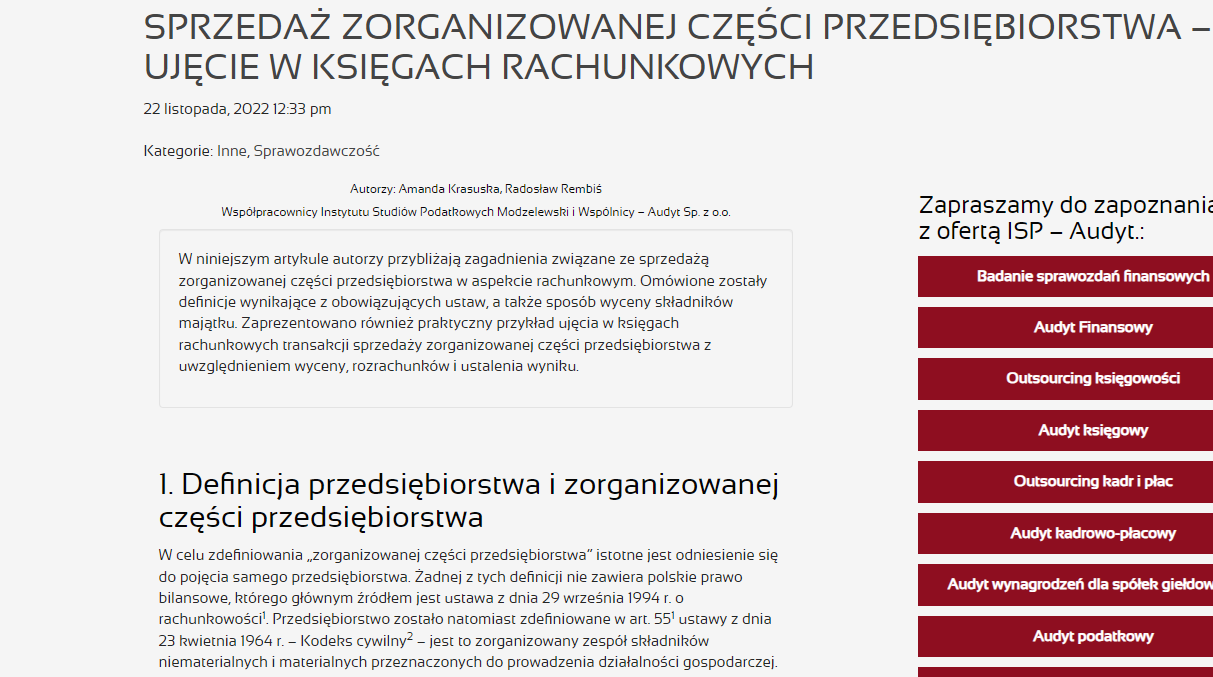 SPRZEDAŻ ZORGANIZOWANEJ CZĘŚCI PRZEDSIĘBIORSTWA –
UJĘCIE W KSIĘGACH RACHUNKOWYCH
22 listopada, 2022 12:33 pm
Kategorie: Inne, Sprawozdawczość
Autorzy: Amanda Krasuska, Radosław Rembiś
Współpracownicy Instytutu Studiów Podatkowych Modzelewski i Wspólnicy – Audyt Sp. z o.o.
W niniejszym artykule autorzy przybliżają zagadnienia związane ze sprzedażą
zorganizowanej części przedsiębiorstwa w aspekcie rachunkowym. Omówione zostały
definicje wynikające z obowiązujących ustaw, a także sposób wyceny składników
majątku. Zaprezentowano również praktyczny przykład ujęcia w księgach
rachunkowych transakcji sprzedaży zorganizowanej części przedsiębiorstwa z
uwzględnieniem wyceny, rozrachunków i ustalenia wyniku.
1. Definicja przedsiębiorstwa i zorganizowanej
części przedsiębiorstwa
W celu zdefiniowania „zorganizowanej części przedsiębiorstwa” istotne jest odniesienie się
do pojęcia samego przedsiębiorstwa. Żadnej z tych definicji nie zawiera polskie prawo
bilansowe, którego głównym źródłem jest ustawa z dnia 29 września 1994 r. o
rachunkowości¹. Przedsiębiorstwo zostało natomiast zdefiniowane w art. 55¹ ustawy z dnia
23 kwietnia 1964 r. – Kodeks cywilny² – jest to zorganizowany zespół składników
niematerialnych i materialnych przeznaczonych do prowadzenia działalności gospodarczej.
Zapraszamy do zapoznania
z ofertą ISP – Audyt.:
Badanie sprawozdań finansowych
Audyt Finansowy
Outsourcing księgowości
Audyt księgowy
Outsourcing kadr i płac
Audyt kadrowo-płacowy
Audyt wynagrodzeń dla spółek giełdow
Audyt podatkowy